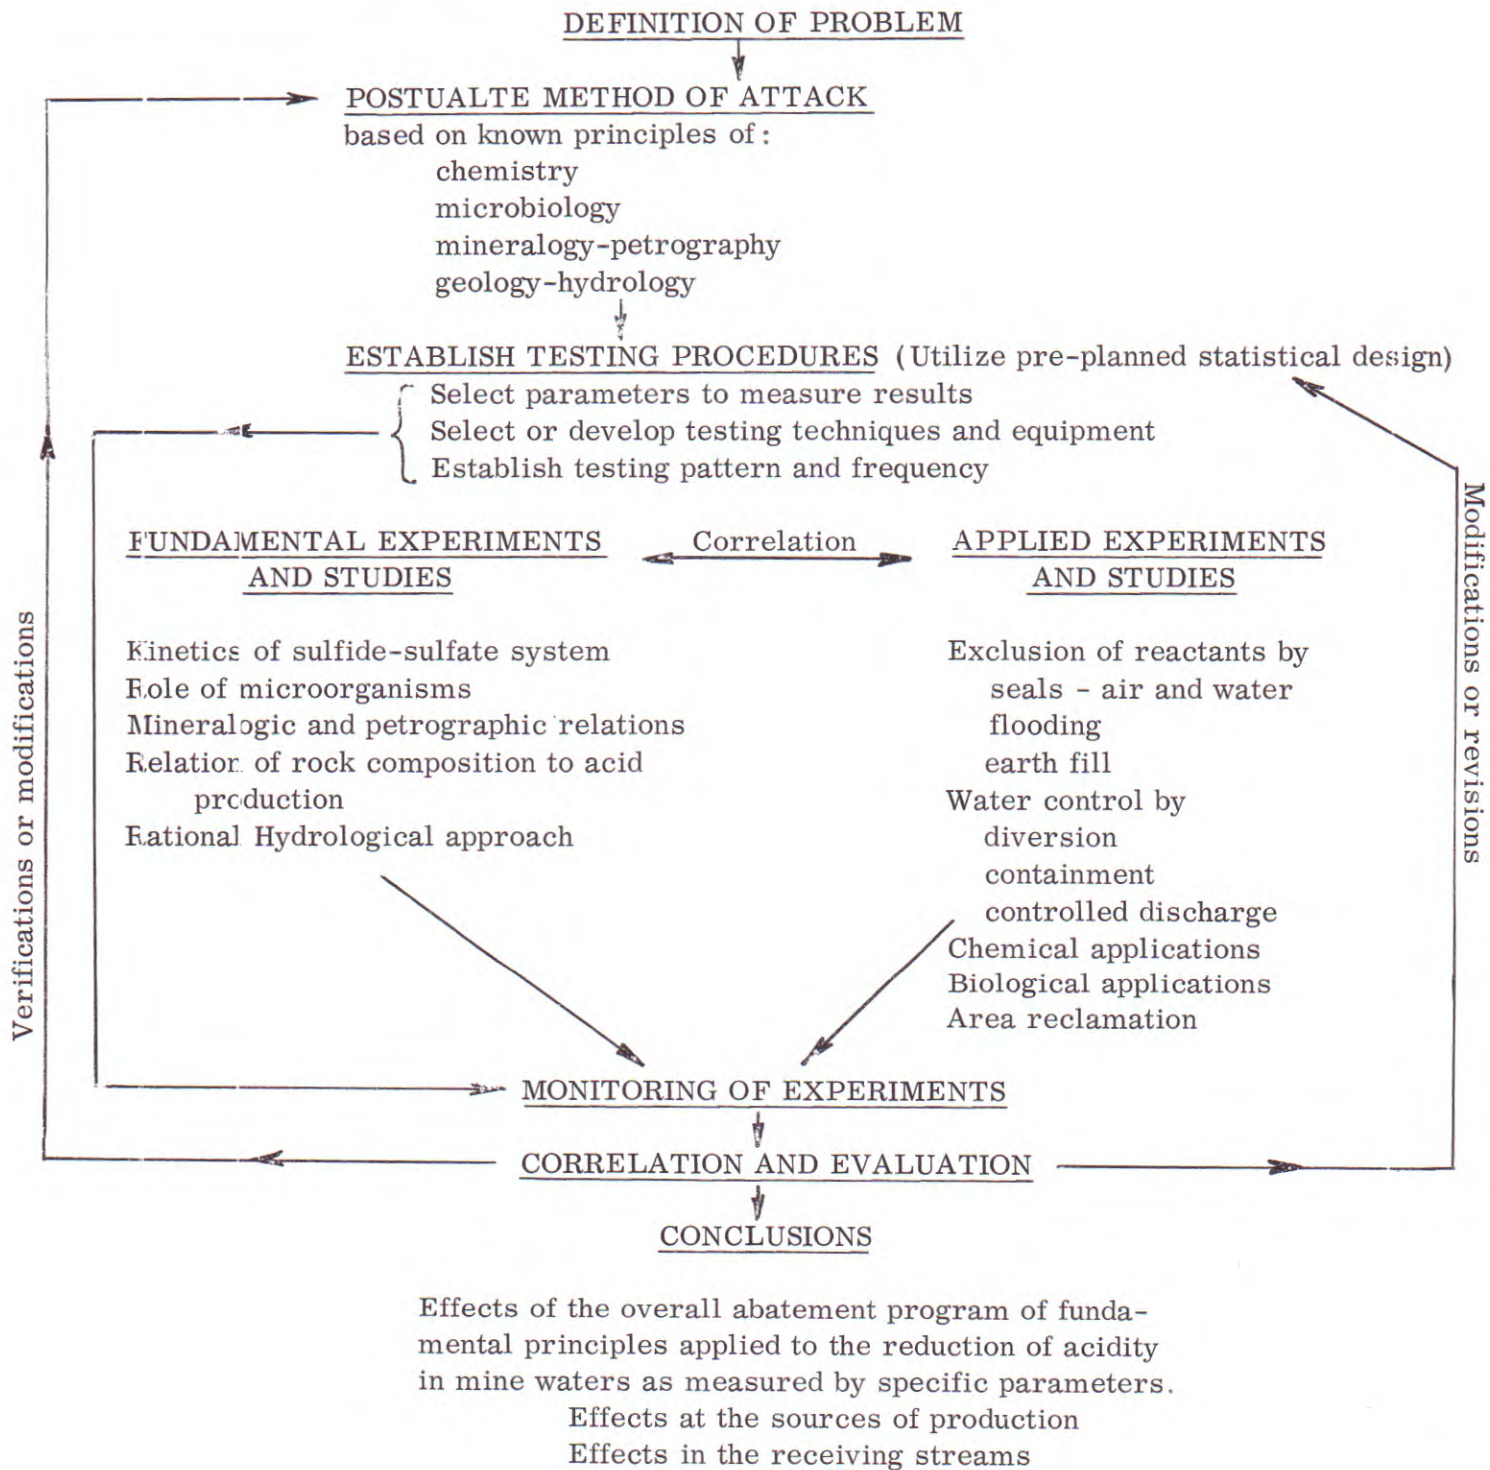 DEFINITION OF PROBLEM
POSTUALTE METHOD OF ATTACK
based on known principles of:
chemistry
microbiology
mineralogy-petrography
geology-hydrology
ESTABLISH TESTING PROCEDURES (Utilize pre-planned statistical design)
Select parameters to measure results
Select or develop testing techniques and equipment
Establish testing pattern and frequency
FUNDAMENTAL EXPERIMENTS
AND STUDIES
Correlation
APPLIED EXPERIMENTS
AND STUDIES
Kinetics of sulfide-sulfate system
Role of microorganisms
Mineralogic and petrographic relations
Relation of rock composition to acid
production
Rational Hydrological approach
Exclusion of reactants by
seals - air and water
flooding
earth fill
Water control by
diversion
containment
controlled discharge
Chemical applications
Biological applications
Area reclamation
Verifications or modifications
Modifications or revisions
MONITORING OF EXPERIMENTS
CORRELATION AND EVALUATION
CONCLUSIONS
Effects of the overall abatement program of funda-
mental principles applied to the reduction of acidity
in mine waters as measured by specific parameters.
Effects at the sources of production
Effects in the receiving streams